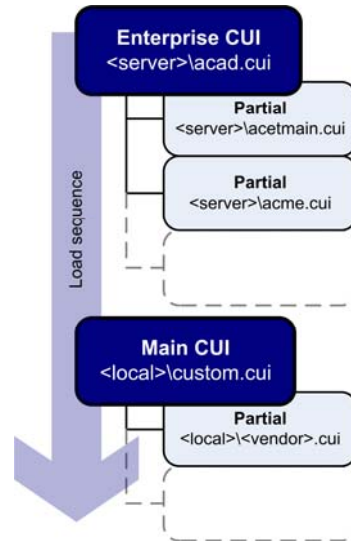 Enterprise CUI
<server>\acad.cui
Partial
<server>\acetmain.cui
Partial
<server>\acme.cui
Load sequence
Main CUI
<local>\custom.cui
Partial
<local>\<vendor>.cui